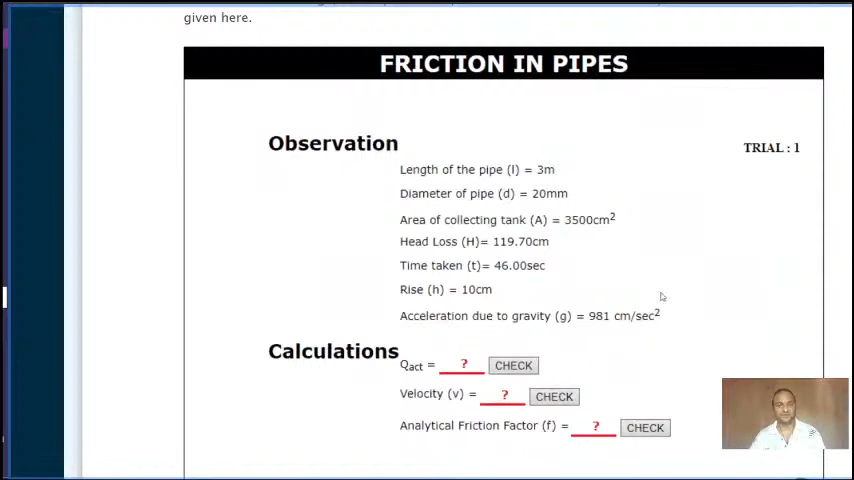 given here.
FRICTION IN PIPES
Observation
TRIAL : 1
Length of the pipe (l) = 3m
Diameter of pipe (d) = 20mm
Area of collecting tank (A) = 3500cm2
Head Loss (H)= 119.70cm
Time taken (t)= 46.00sec
Rise (h) = 10cm
Acceleration due to gravity (g) = 981 cm/sec2
Calculations
Qact = ? CHECK
Velocity (v) = ? CHECK
Analytical Friction Factor (f) = ? CHECK